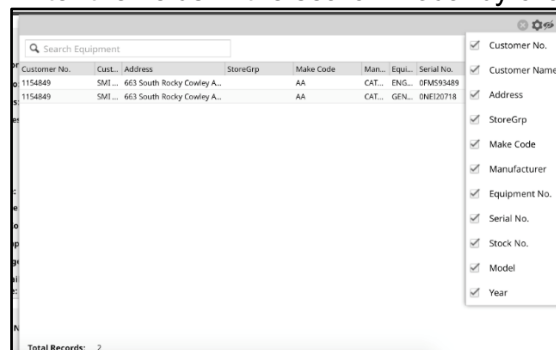 Search Equipment
Customer No. Cust... Address StoreGrp Make Code Man... Equi... Serial No.
1154849 SMI ... 663 South Rocky Cowley A... AA CAT... ENG... 0FMS93489
1154849 SMI ... 663 South Rocky Cowley A... AA CAT... GEN... 0NEI20718
Customer No.
Customer Name
Address
StoreGrp
Make Code
Manufacturer
Equipment No.
Serial No.
Stock No.
Model
Year
Total Records: 2